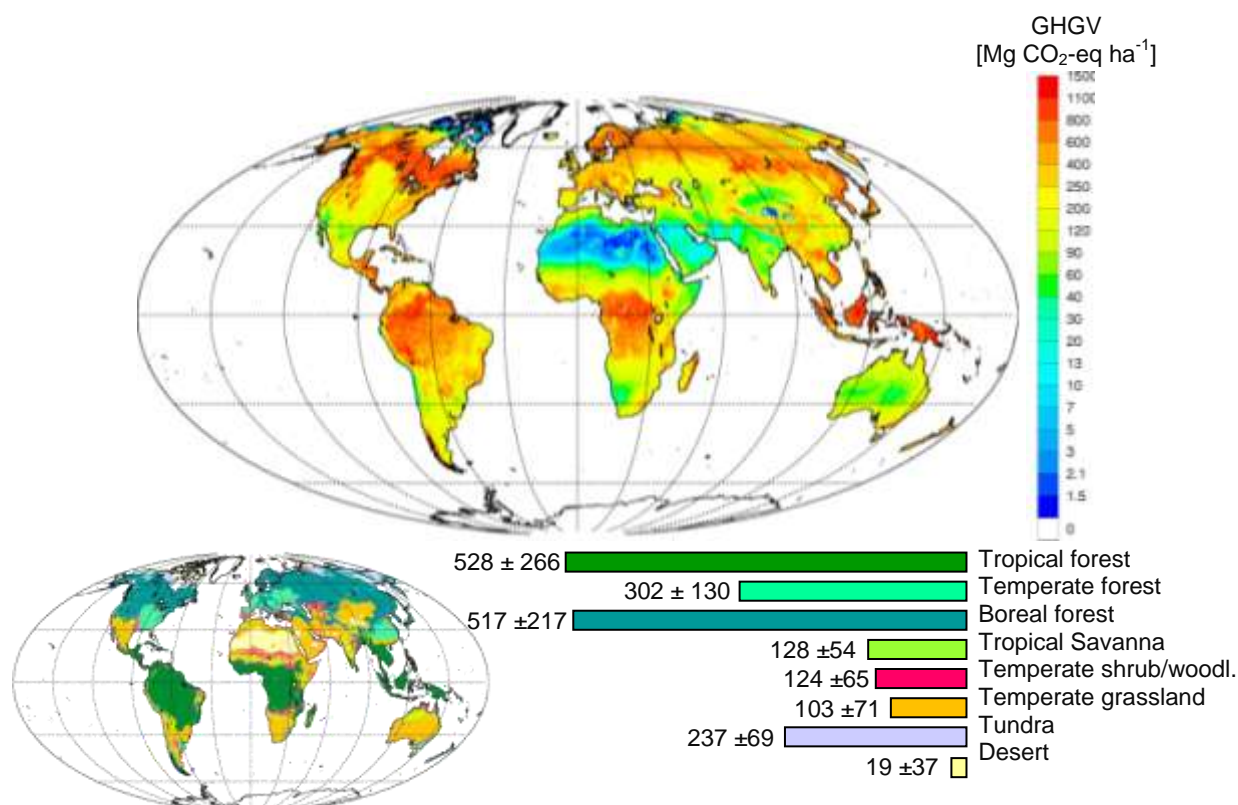 GHGV
[Mg CO₂-eq ha⁻¹]
1500
1100
800
600
400
250
200
120
90
60
40
30
20
13
10
7
5
3
2.1
1.5
0
528 ± 266 Tropical forest
302 ± 130 Temperate forest
517 ±217 Boreal forest
128 ±54 Tropical Savanna
124 ±65 Temperate shrub/woodl.
103 ±71 Temperate grassland
237 ±69 Tundra
19 ±37 Desert